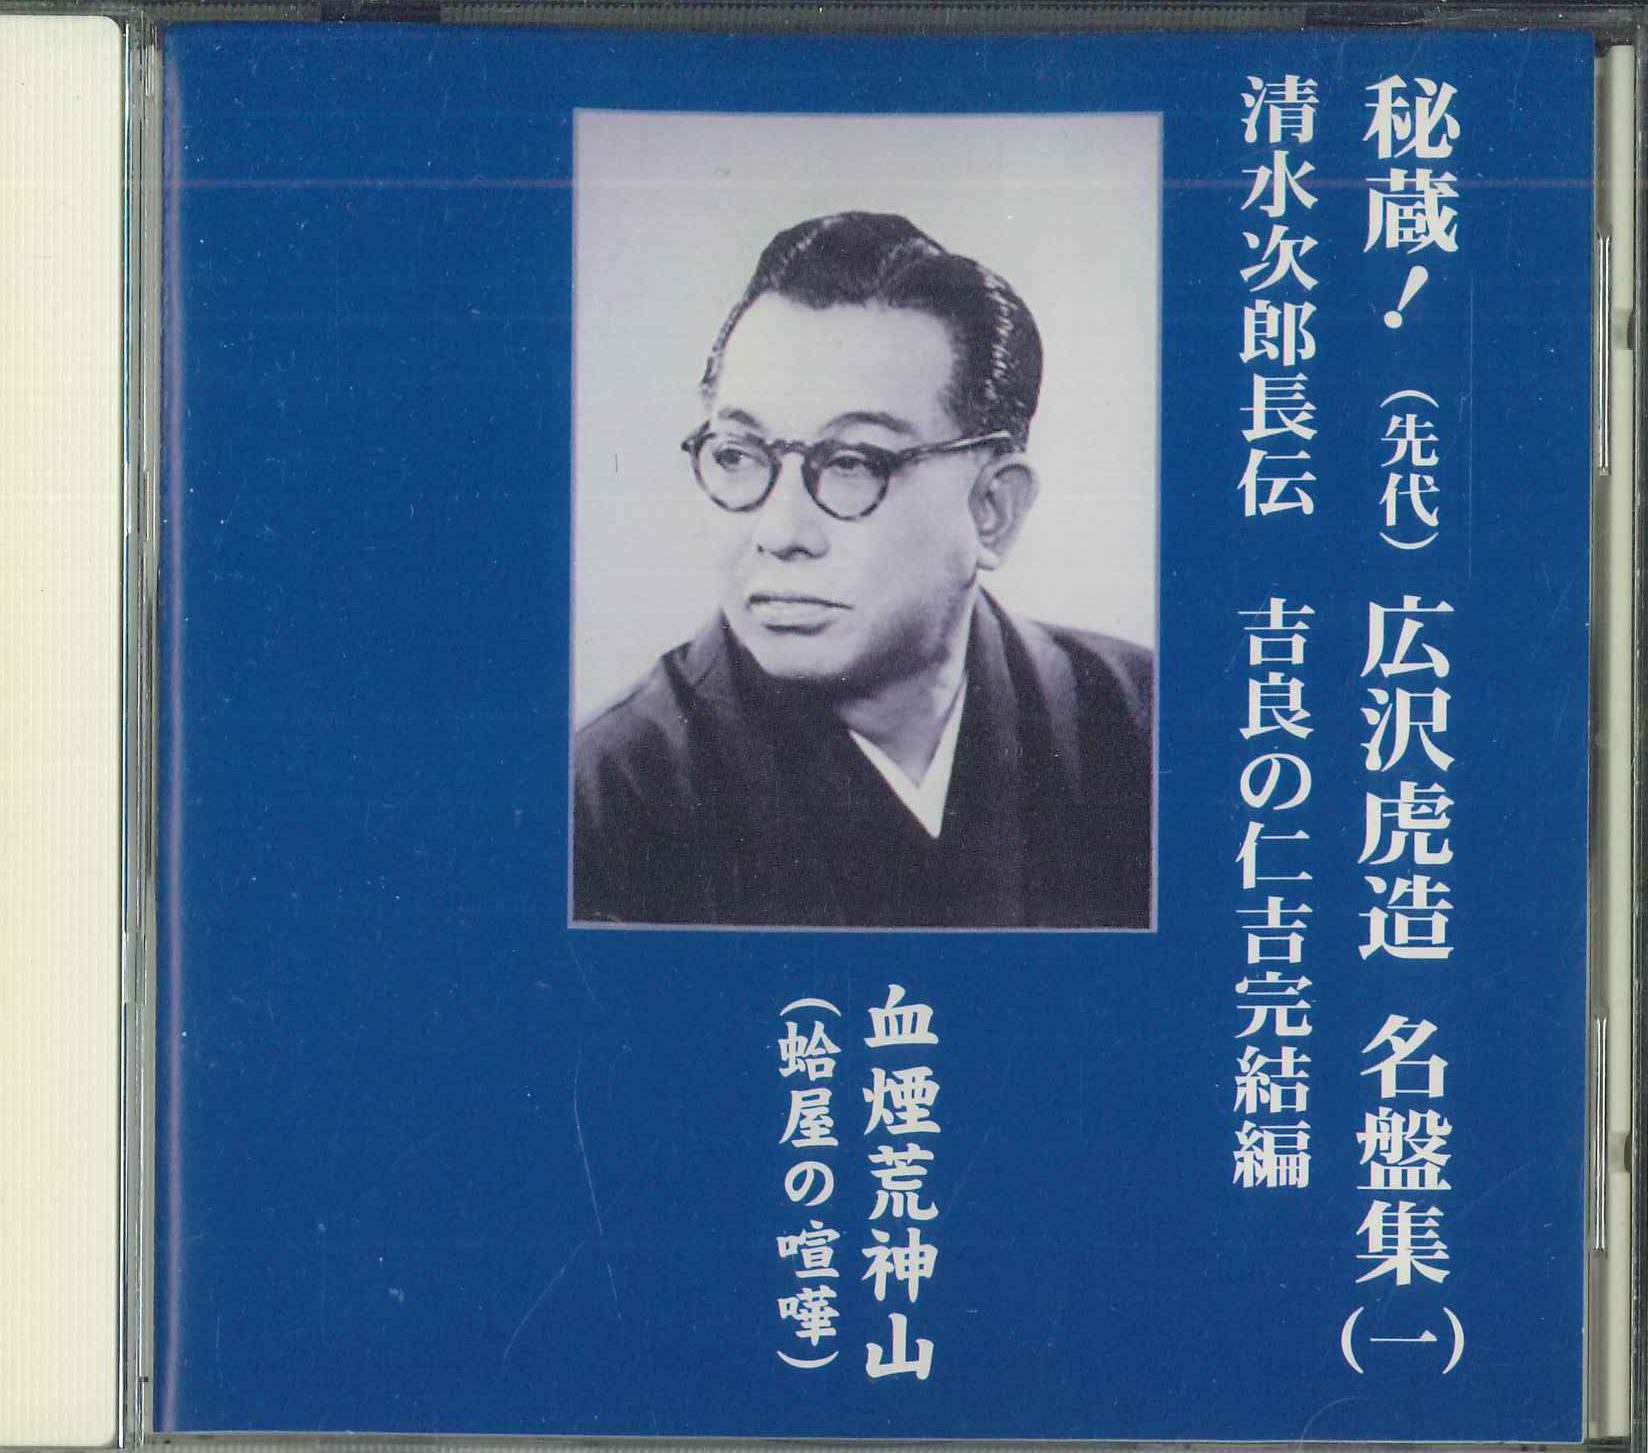 秘蔵！（先代）広沢虎造 名盤集（一）
清水次郎長伝 吉良の仁吉完結編
血煙荒神山
（蛤屋の喧嘩）